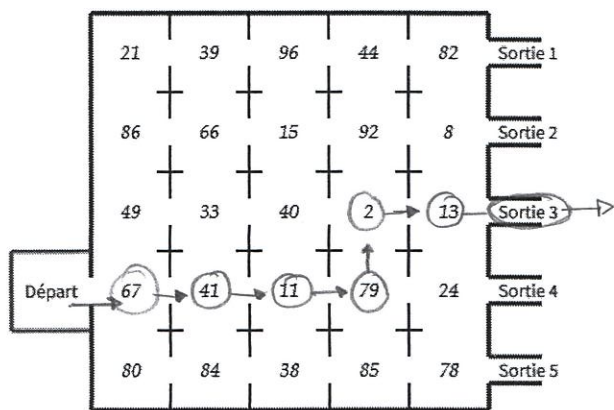 21 39 96 44 82 Sortie 1
86 66 15 92 8 Sortie 2
49 33 40 2 13 Sortie 3
Départ 67 41 11 79 24 Sortie 4
80 84 38 85 78 Sortie 5